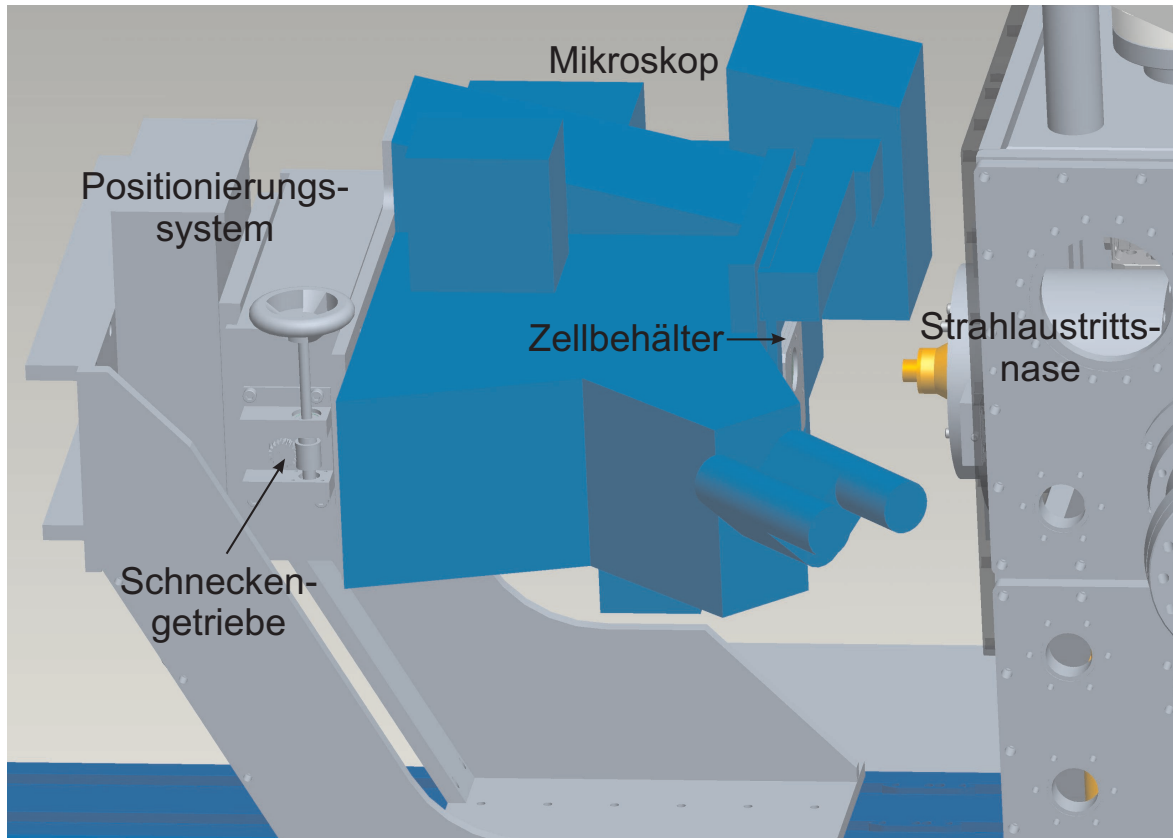 Mikroskop
Positionierungs-
system
Zellbehälter
Strahlaustritts-
nase
Schnecken-
getriebe